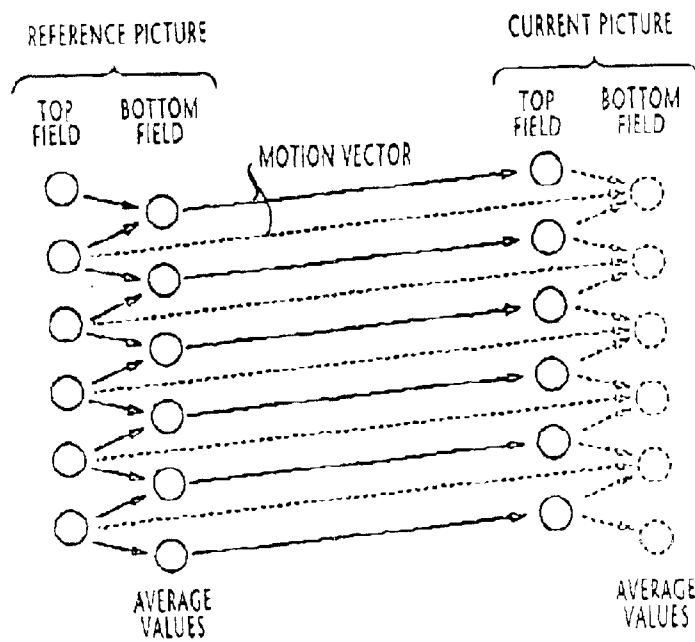 REFERENCE PICTURE
CURRENT PICTURE
TOP
FIELD
BOTTOM
FIELD
TOP
FIELD
BOTTOM
FIELD
MOTION VECTOR
AVERAGE
VALUES
AVERAGE
VALUES